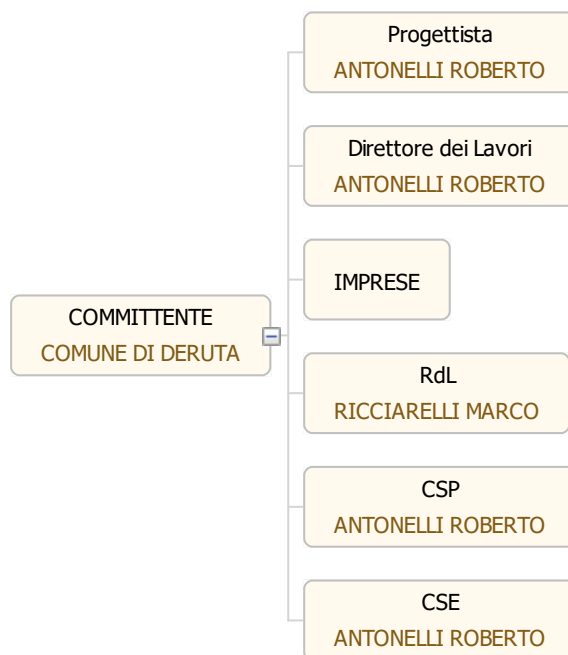 Progettista
ANTONELLI ROBERTO
Direttore dei Lavori
ANTONELLI ROBERTO
IMPRESE
COMMITTENTE
COMUNE DI DERUTA
RdL
RICCIARELLI MARCO
CSP
ANTONELLI ROBERTO
CSE
ANTONELLI ROBERTO